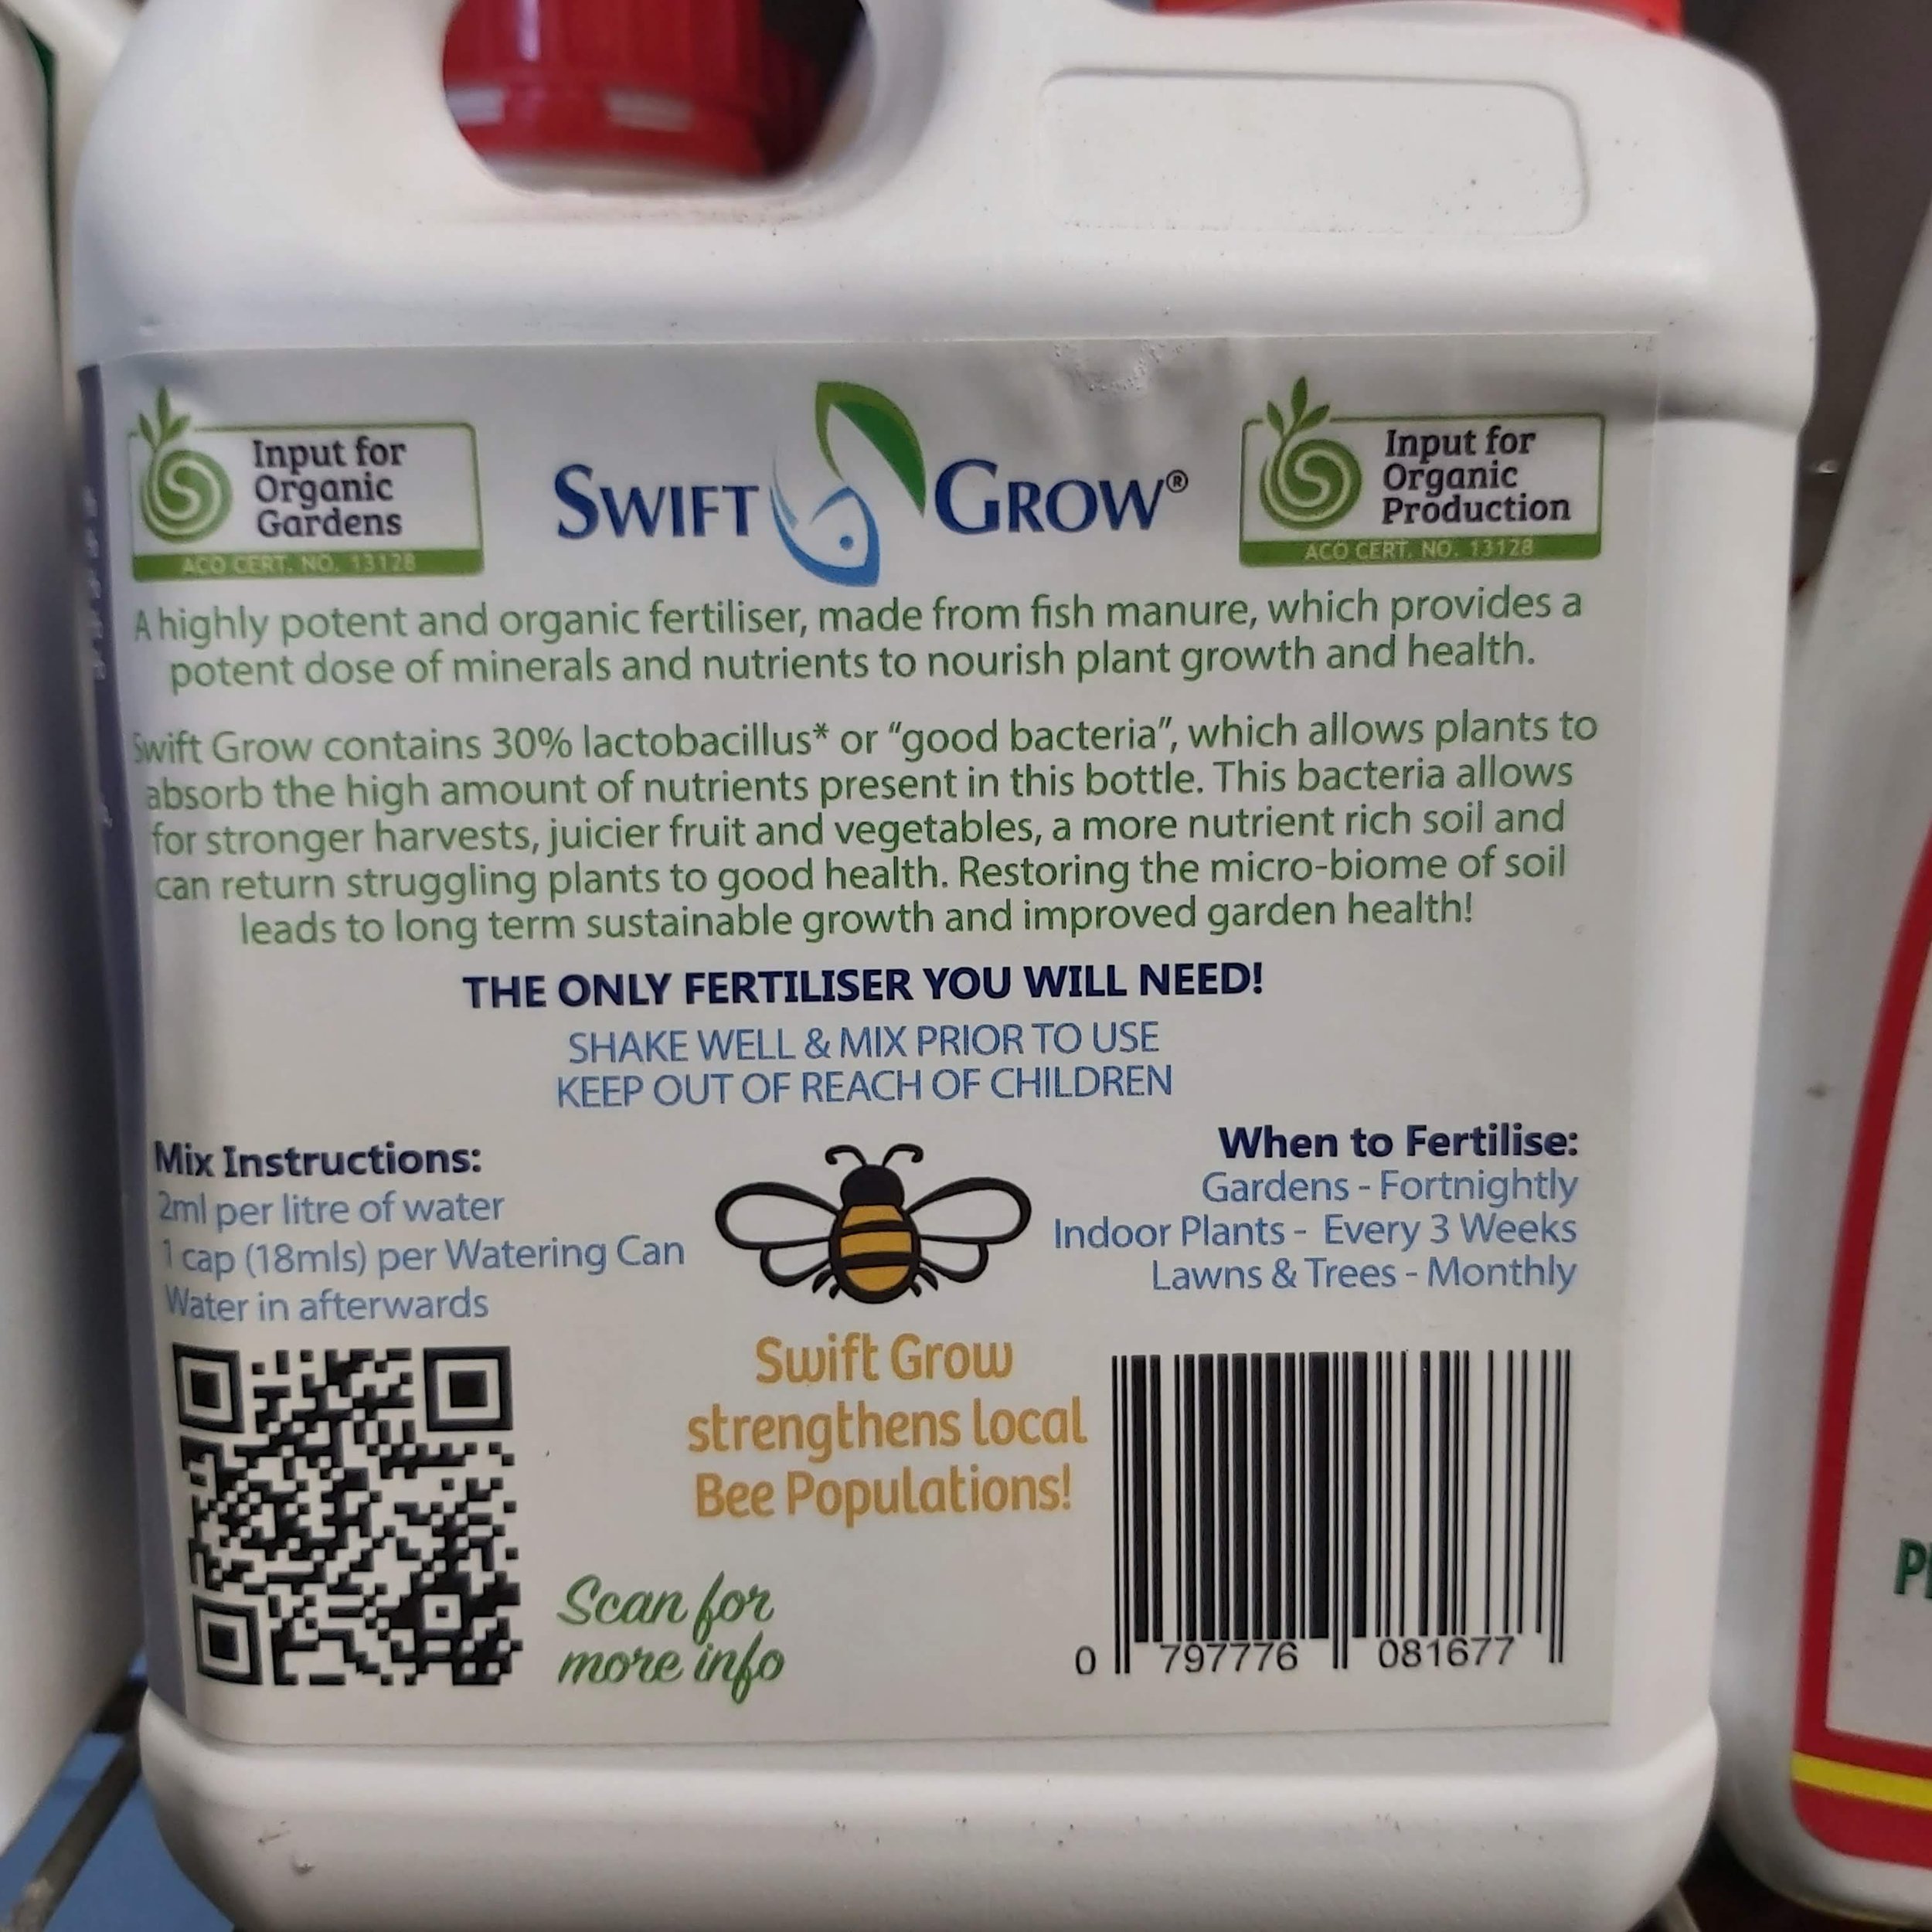 Input for
Organic
Gardens
ACO CERT. NO. 13128
SWIFT GROW®
Input for
Organic
Production
ACO CERT. NO. 13128
A highly potent and organic fertiliser, made from fish manure, which provides a
potent dose of minerals and nutrients to nourish plant growth and health.
Swift Grow contains 30% lactobacillus* or “good bacteria”, which allows plants to
absorb the high amount of nutrients present in this bottle. This bacteria allows
for stronger harvests, juicier fruit and vegetables, a more nutrient rich soil and
can return struggling plants to good health. Restoring the micro-biome of soil
leads to long term sustainable growth and improved garden health!
THE ONLY FERTILISER YOU WILL NEED!
SHAKE WELL & MIX PRIOR TO USE
KEEP OUT OF REACH OF CHILDREN
Mix Instructions:
2ml per litre of water
1 cap (18mls) per Watering Can
Water in afterwards
When to Fertilise:
Gardens - Fortnightly
Indoor Plants - Every 3 Weeks
Lawns & Trees - Monthly
Swift Grow
strengthens local
Bee Populations!
Scan for
more info
0 797776 081677